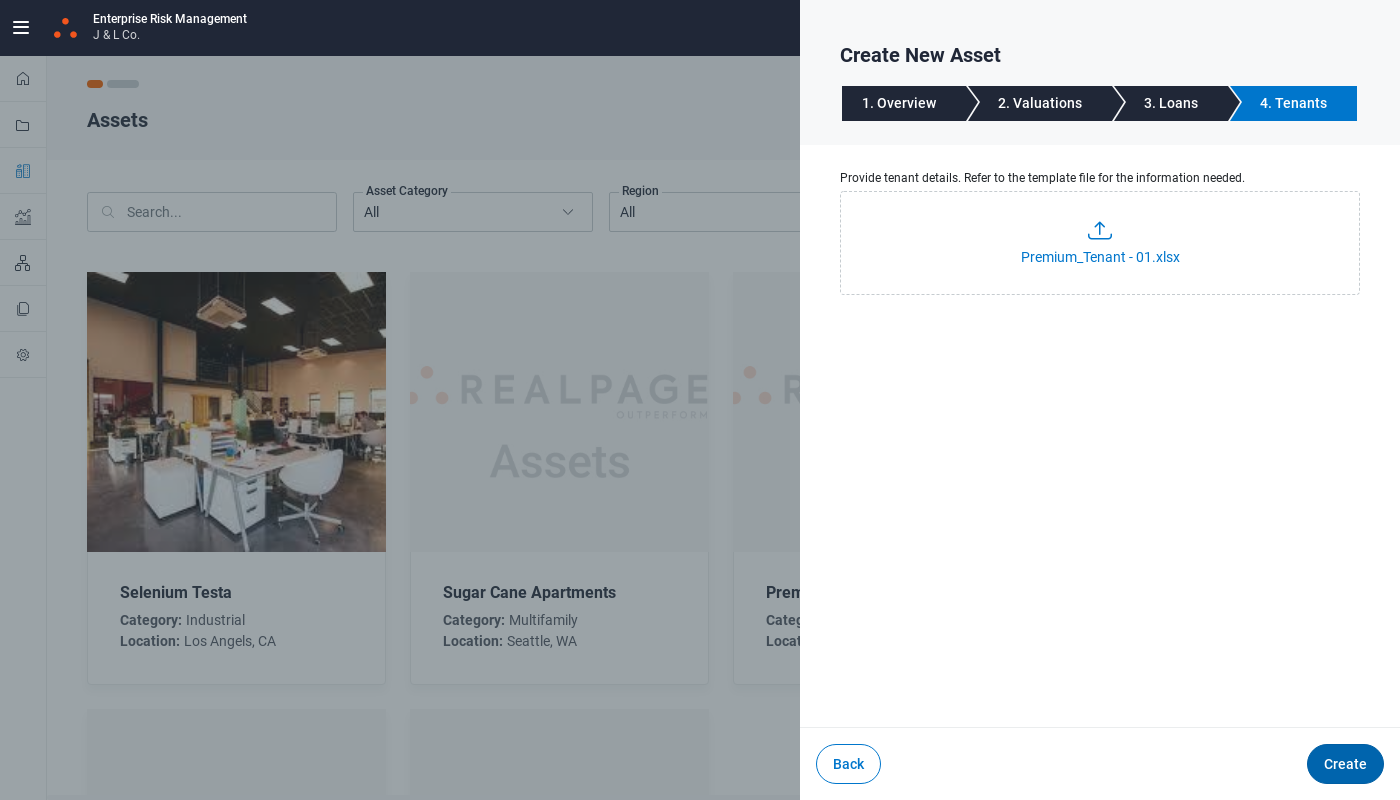 Enterprise Risk Management
J & L Co.
Assets
Search...
Asset Category
All
Region
All
REALPAGE
OUTPERFORM
Assets
R
Selenium Testa
Category: Industrial
Location: Los Angels, CA
Sugar Cane Apartments
Category: Multifamily
Location: Seattle, WA
Prem
Categ
Locat
Create New Asset
1. Overview
2. Valuations
3. Loans
4. Tenants
Provide tenant details. Refer to the template file for the information needed.
Premium_Tenant - 01.xlsx
Back
Create